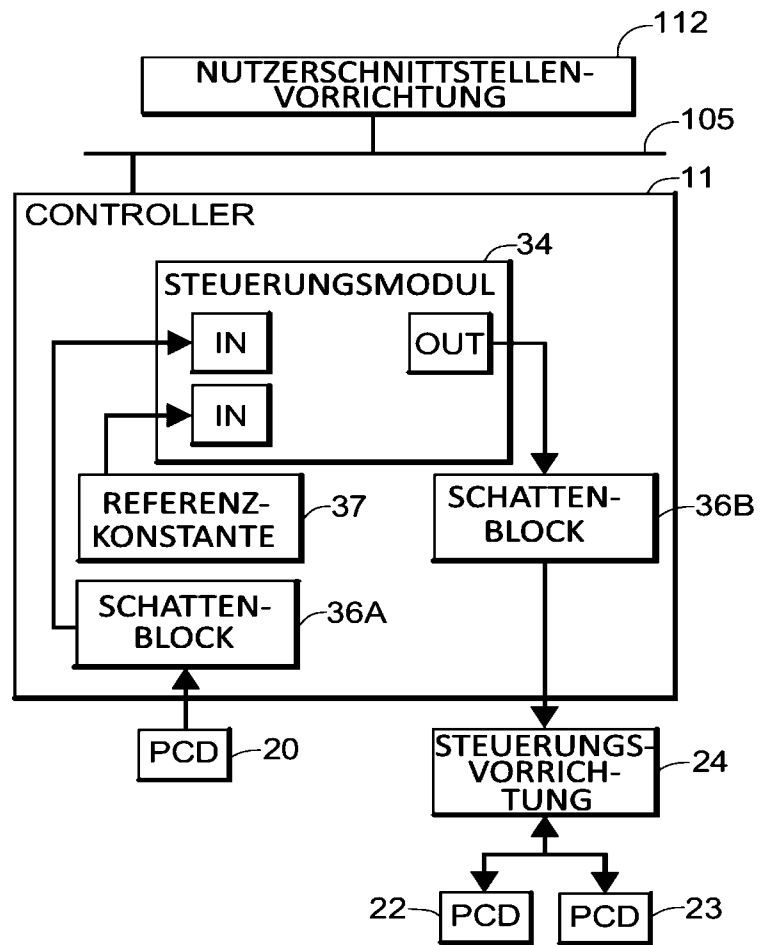 112
NUTZERSCHNITTSTELLEN-
VORRICHTUNG
105
11
CONTROLLER
34
STEUERUNGSMODUL
IN
OUT
IN
REFERENZ-
KONSTANTE
37
SCHATTEN-
BLOCK
36B
SCHATTEN-
BLOCK
36A
PCD
20
STEUERUNGS-
VORRICH-
TUNG
24
22
PCD
PCD
23